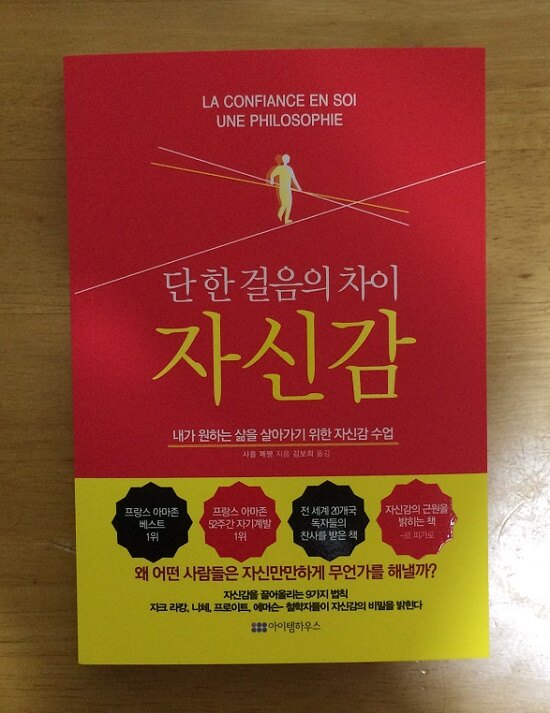 LA CONFIANCE EN SOI
UNE PHILOSOPHIE
단 한 걸음의 차이
자신감
내가 원하는 삶을 살아가기 위한 자신감 수업
샤를 페팽 지음 김보희 옮김
프랑스 아마존
베스트
1위
프랑스 아마존
52주간 자기계발
1위
전 세계 20개국
독자들의
찬사를 받은 책
자신감의 근원을
밝히는 책
-르 피가로
왜 어떤 사람들은 자신만만하게 무언가를 해낼까?
자신감을 끌어올리는 9가지 법칙
자크 라캉, 니체, 프로이트, 에머슨- 철학자들이 자신감의 비밀을 밝힌다
아이템하우스